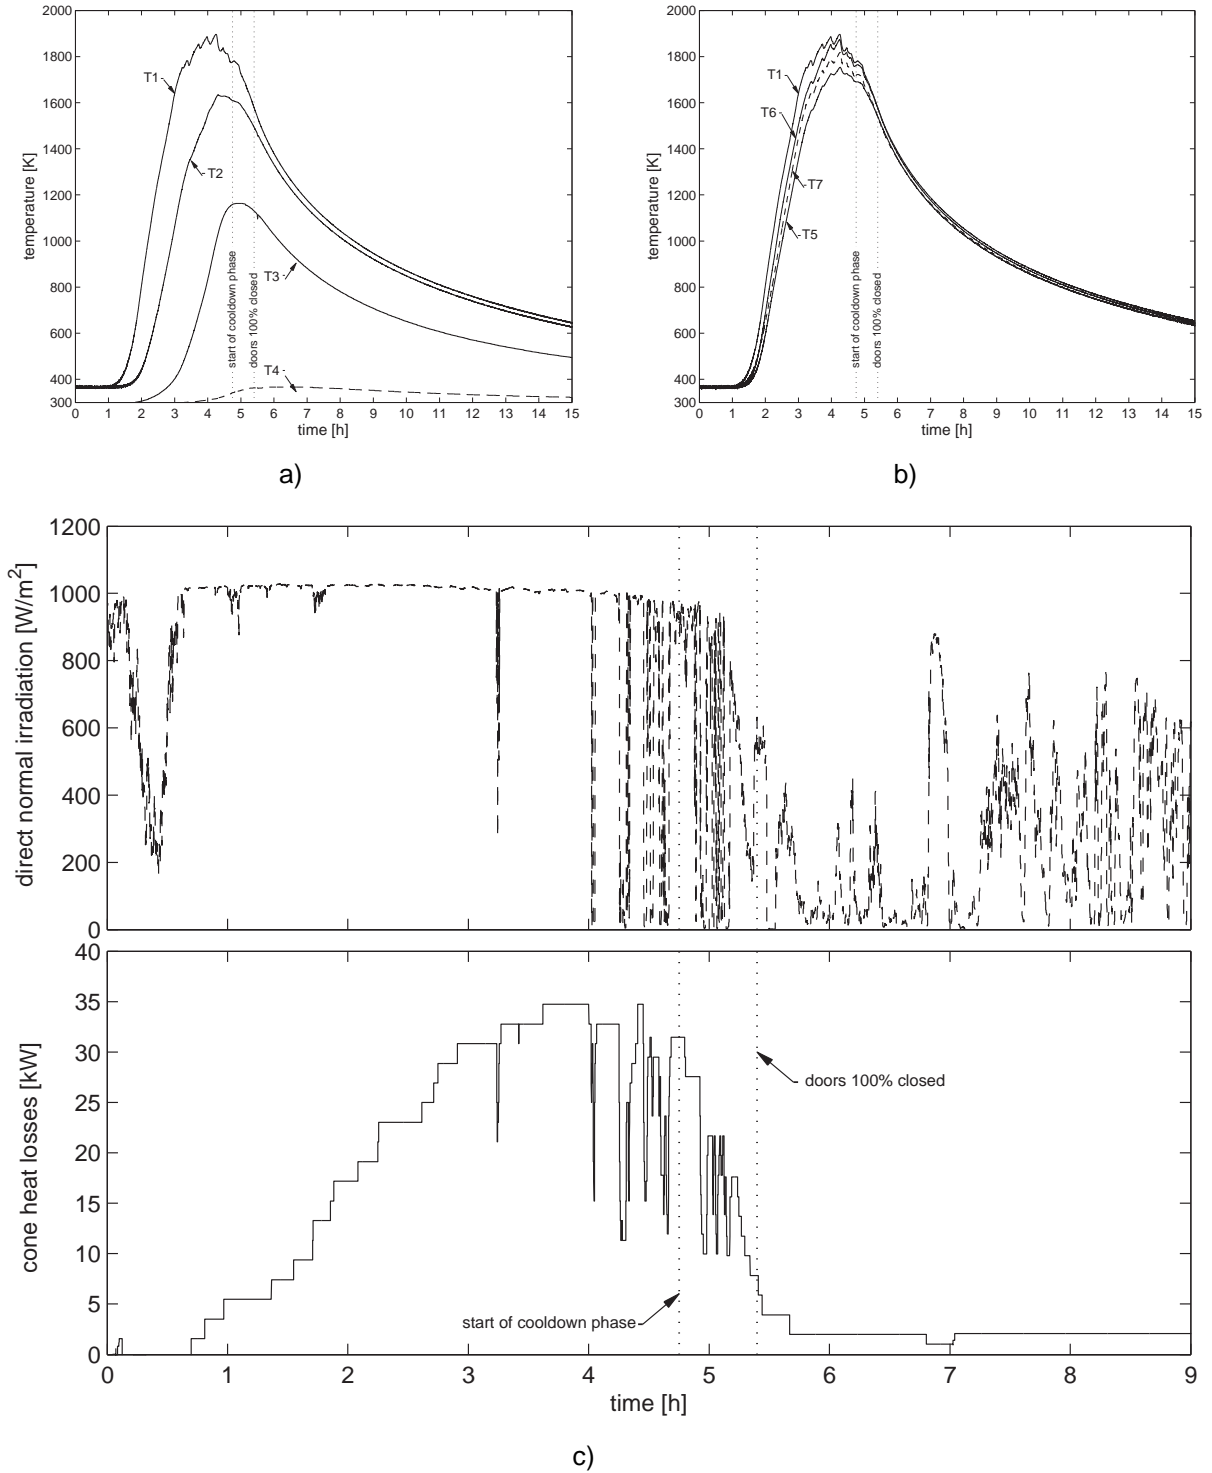 2000
1800
1600
1400
1200
1000
800
600
400
300
temperature [K]
T1
T2
T3
T4
start of cooldown phase
doors 100% closed
0 1 2 3 4 5 6 7 8 9 10 11 12 13 14 15
time [h]
a)
2000
1800
1600
1400
1200
1000
800
600
400
300
temperature [K]
T1
T6
T7
T5
start of cooldown phase
doors 100% closed
0 1 2 3 4 5 6 7 8 9 10 11 12 13 14 15
time [h]
b)
1200
1000
800
600
400
200
0
direct normal irradiation [W/m²]
40
35
30
25
20
15
10
5
0
cone heat losses [kW]
doors 100% closed
start of cooldown phase
0 1 2 3 4 5 6 7 8 9
time [h]
c)